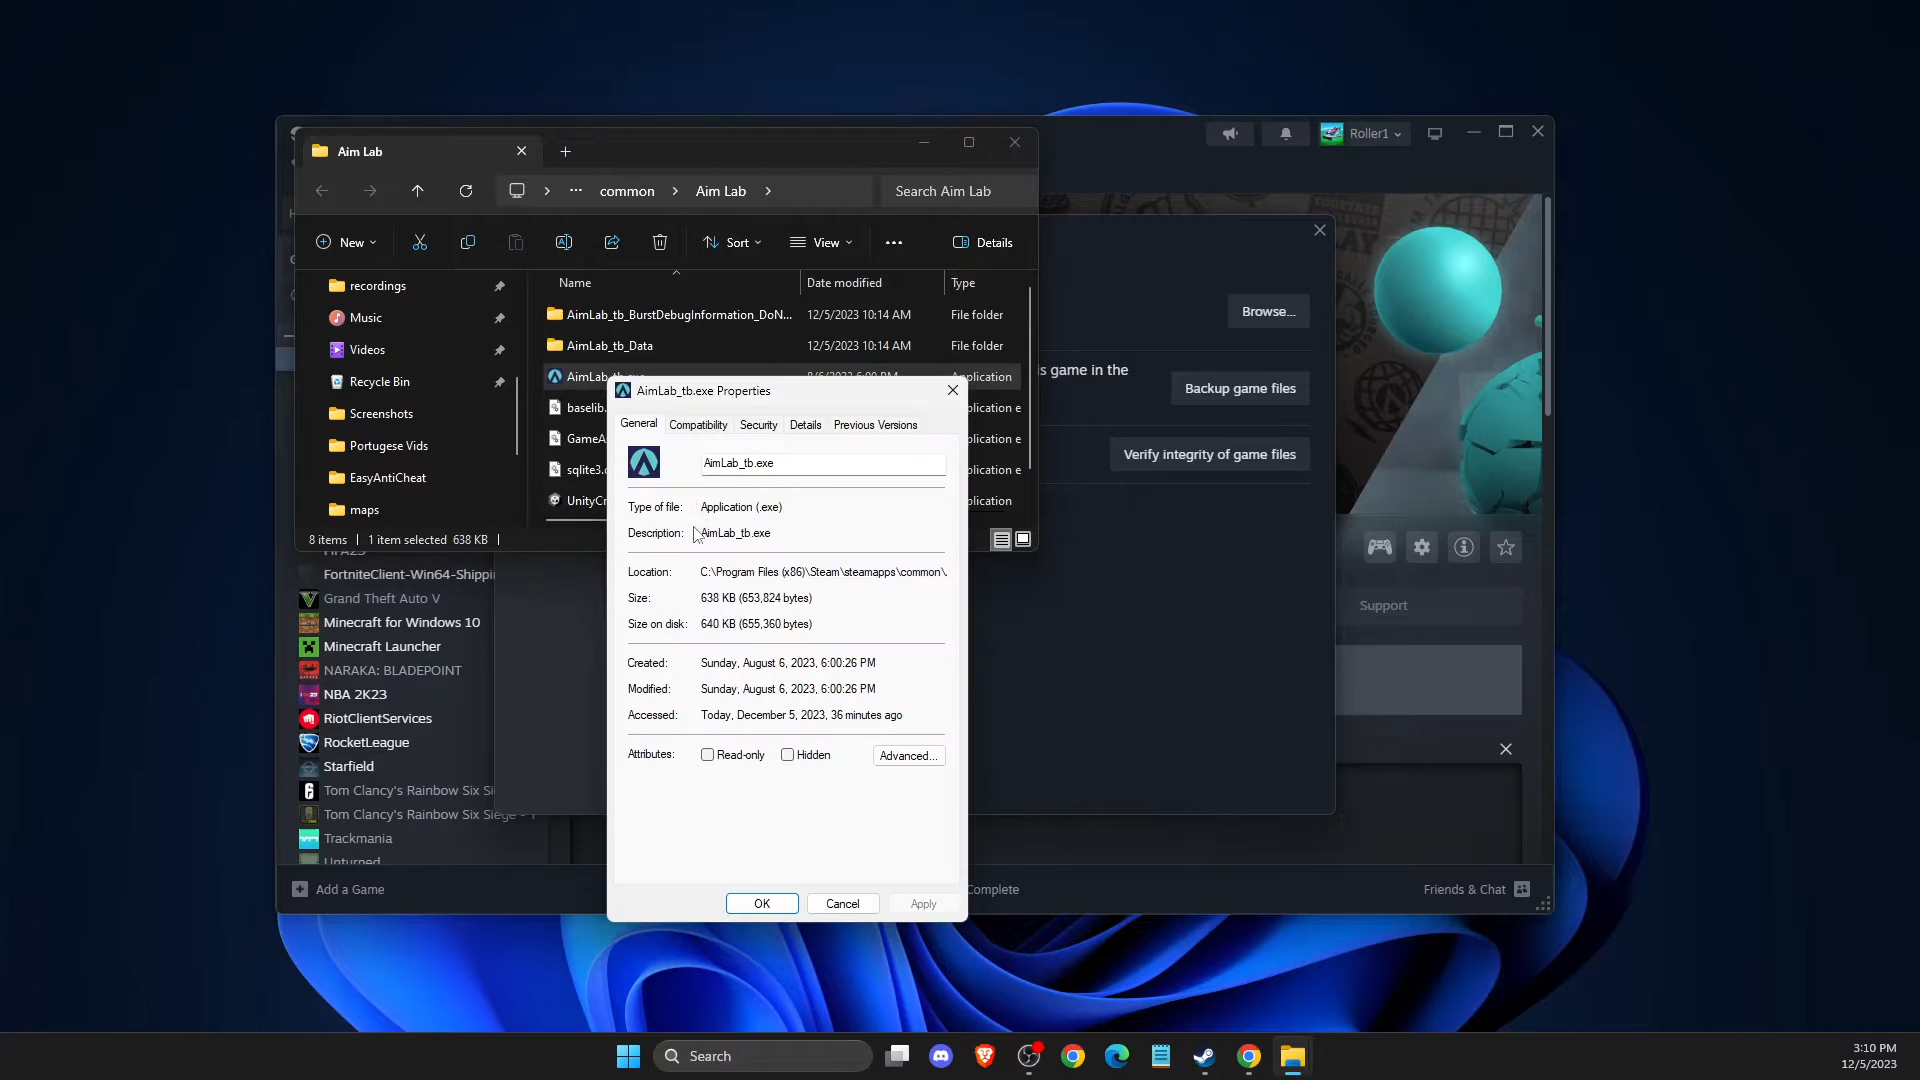 Roller1
Aim Lab
common
Aim Lab
Search Aim Lab
New
Sort
View
Details
Name
Date modified
Type
recordings
Music
Videos
Recycle Bin
Screenshots
Portugese Vids
EasyAntiCheat
maps
AimLab_tb_BurstDebugInformation_DoN...
12/5/2023 10:14 AM
File folder
AimLab_tb_Data
12/5/2023 10:14 AM
File folder
8 items
1 item selected 638 KB
Browse...
is game in the
Backup game files
Verify integrity of game files
AimLab_tb.exe Properties
General
Compatibility
Security
Details
Previous Versions
AimLab_tb.exe
Type of file: Application (.exe)
Description: AimLab_tb.exe
Location: C:\Program Files (x86)\Steam\steamapps\common\.
Size: 638 KB (653,824 bytes)
Size on disk: 640 KB (655,360 bytes)
Created: Sunday, August 6, 2023, 6:00:26 PM
Modified: Sunday, August 6, 2023, 6:00:26 PM
Accessed: Today, December 5, 2023, 36 minutes ago
Attributes: Read-only Hidden Advanced...
OK
Cancel
Apply
FortniteClient-Win64-Shippi
Grand Theft Auto V
Minecraft for Windows 10
Minecraft Launcher
NARAKA: BLADEPOINT
NBA 2K23
RiotClientServices
RocketLeague
Starfield
Tom Clancy's Rainbow Six Si
Tom Clancy's Rainbow Six Siege - T
Trackmania
Unturned
Add a Game
Complete
Support
Friends & Chat
Search
3:10 PM
12/5/2023